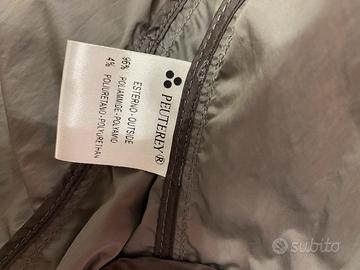 PEUTEREY®
ESTERNO-OUTSIDE
96% POLIAMMIDE-POLYAMID
4% POLIURETANO-POLYURETHAN
subito